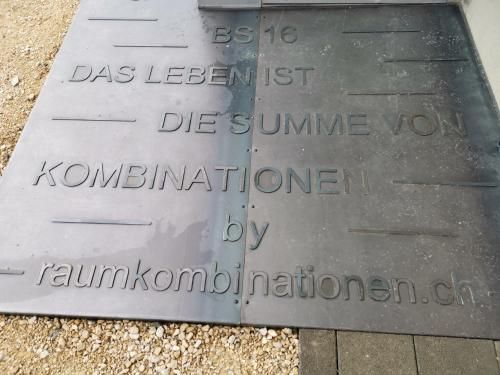 BS 16
DAS LEBEN IST
DIE SUMME VON
KOMBINATIONEN
by
raumkombinationen.ch